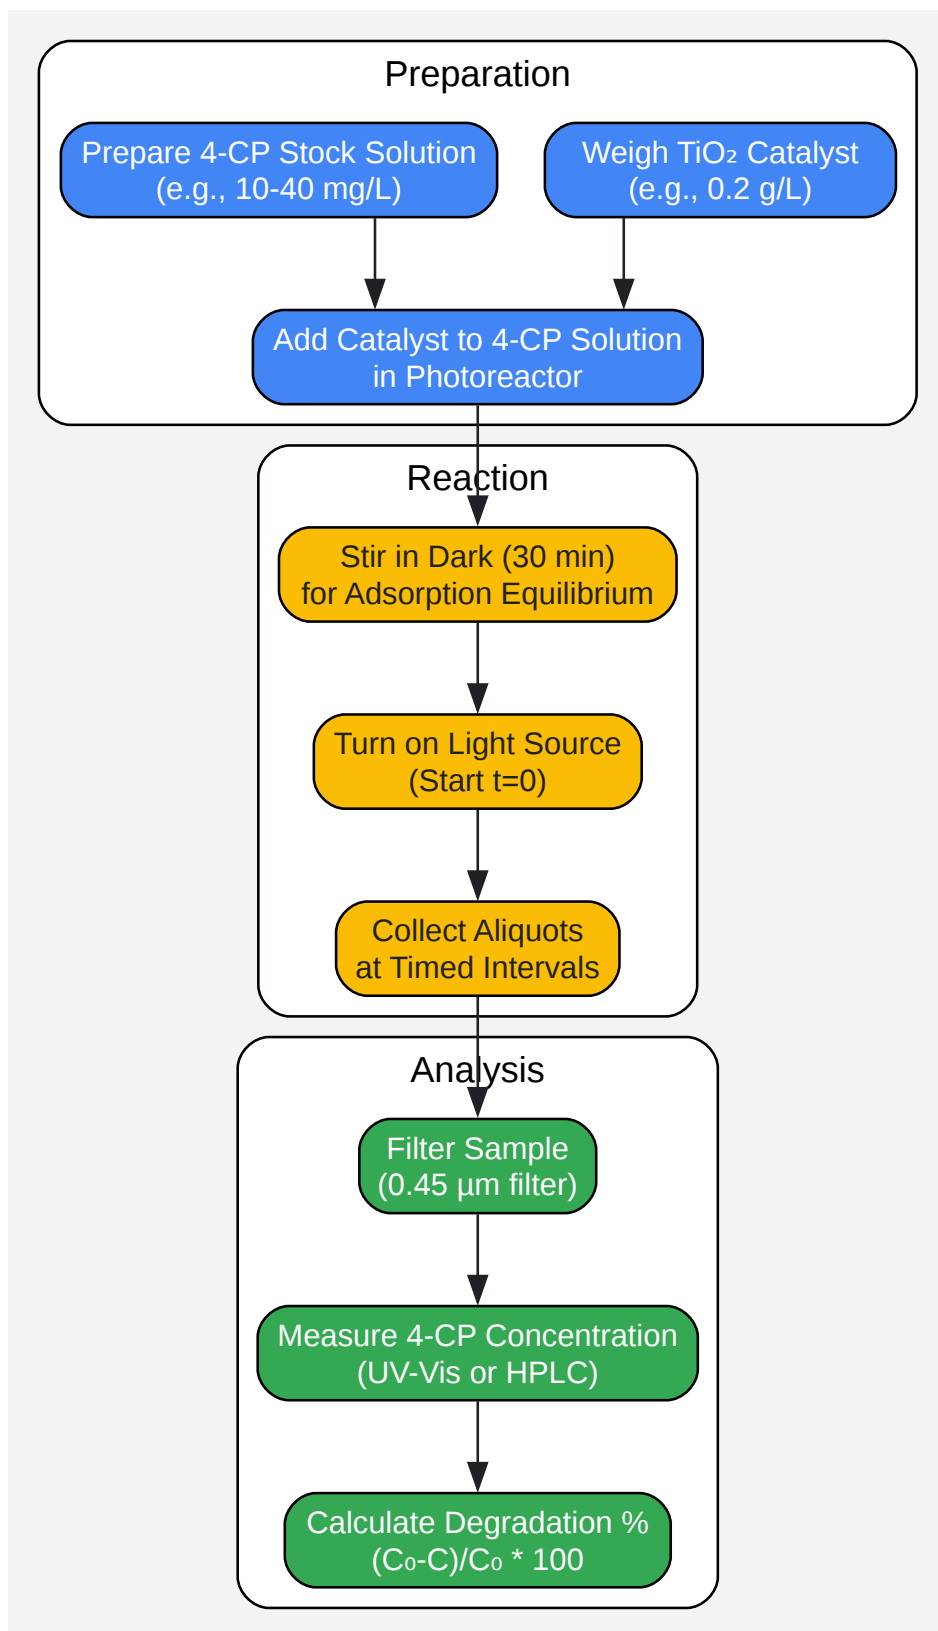 Preparation
Prepare 4-CP Stock Solution
(e.g., 10-40 mg/L)
Weigh TiO₂ Catalyst
(e.g., 0.2 g/L)
Add Catalyst to 4-CP Solution
in Photoreactor
Reaction
Stir in Dark (30 min)
for Adsorption Equilibrium
Turn on Light Source
(Start t=0)
Collect Aliquots
at Timed Intervals
Analysis
Filter Sample
(0.45 µm filter)
Measure 4-CP Concentration
(UV-Vis or HPLC)
Calculate Degradation %
(C₀-C)/C₀ * 100